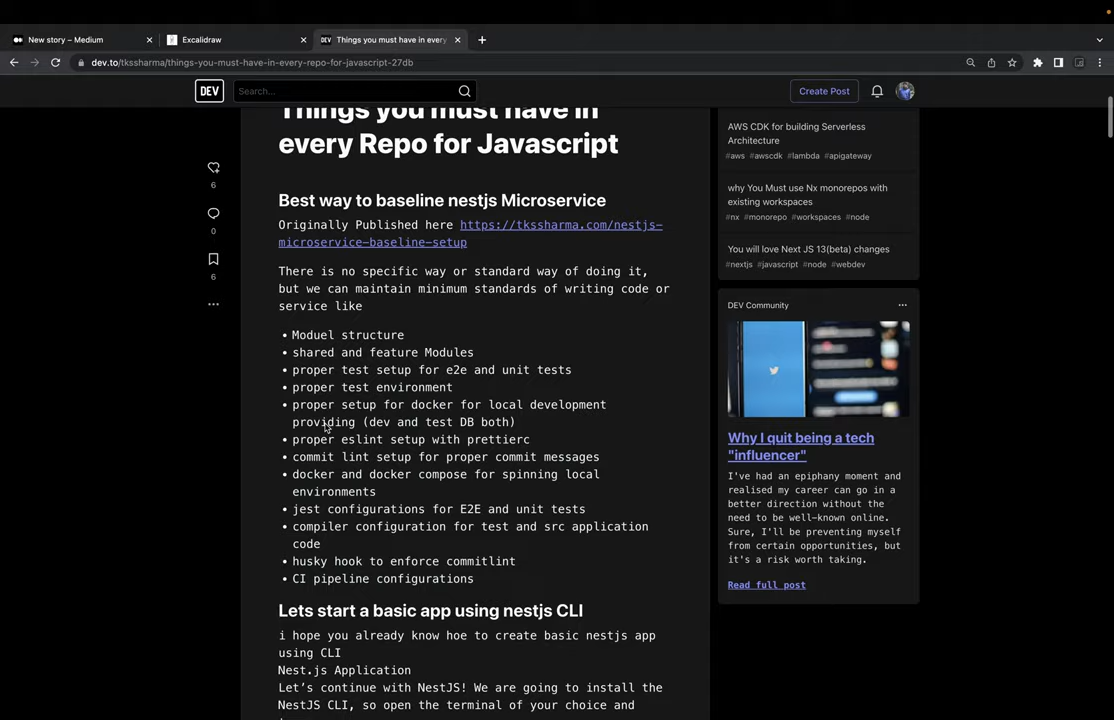 New story – Medium
Excalidraw
DEV
Things you must have in every
dev.to/tkssharma/things-you-must-have-in-every-repo-for-javascript-27db
DEV
Search...
Create Post
Things you must have in
every Repo for Javascript
6
0
6
Best way to baseline nestjs Microservice
Originally Published here https://tkssharma.com/nestjs-
microservice-baseline-setup
There is no specific way or standard way of doing it,
but we can maintain minimum standards of writing code or
service like
• Moduel structure
• shared and feature Modules
• proper test setup for e2e and unit tests
• proper test environment
• proper setup for docker for local development
providing (dev and test DB both)
• proper eslint setup with prettierc
• commit lint setup for proper commit messages
• docker and docker compose for spinning local
environments
• jest configurations for E2E and unit tests
• compiler configuration for test and src application
code
• husky hook to enforce commitlint
• CI pipeline configurations
Lets start a basic app using nestjs CLI
i hope you already know hoe to create basic nestjs app
using CLI
Nest.js Application
Let’s continue with NestJS! We are going to install the
NestJS CLI, so open the terminal of your choice and
AWS CDK for building Serverless
Architecture
#aws #awscdk #lambda #apigateway
why You Must use Nx monorepos with
existing workspaces
#nx #monorepo #workspaces #node
You will love Next JS 13(beta) changes
#nextjs #javascript #node #webdev
DEV Community
Why I quit being a tech
"influencer"
I've had an epiphany moment and
realised my career can go in a
better direction without the
need to be well-known online.
Sure, I'll be preventing myself
from certain opportunities, but
it's a risk worth taking.
Read full post